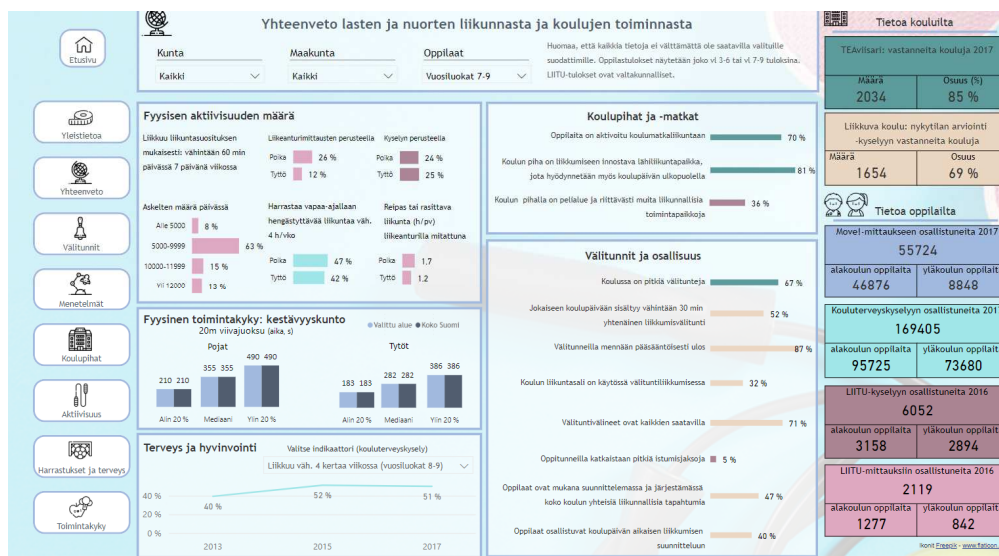 Yhteenveto lasten ja nuorten liikunnasta ja koulujen toiminnasta
Etusivu
Kunta
Kaikki
Maakunta
Kaikki
Oppilaat
Vuosiluokat 7-9
Huomaa, että kaikkia tietoja ei välttämättä ole saatavilla valituille
suodattimille. Oppilastulokset näytetään joko vl 3-6 tai vl 7-9 tuloksina.
LIITU-tulokset ovat valtakunnalliset.
Yleistietoa
Yhteenveto
Välitunnit
Menetelmät
Koulupihat
Aktiivisuus
Harrastukset ja terveys
Toimintakyky
Fyysisen aktiivisuuden määrä
Liikkuu liikuntasuosituksen
mukaisesti: vähintään 60 min
päivässä 7 päivänä viikossa
Liikeanturimittausten perusteella
Poika 26 %
Tyttö 12 %
Kyselyn perusteella
Poika 24 %
Tyttö 25 %
Askelten määrä päivässä
Alle 5000 8 %
5000-9999 63 %
10000-11999 15 %
Yli 12000 13 %
Harrastaa vapaa-ajallaan
hengästyttävää liikuntaa väh.
4 h/vko
Poika 47 %
Tyttö 42 %
Reipas tai rasittava
liikunta (h/pv)
liikeanturilla mitattuna
Poika 1.7
Tyttö 1.2
Fyysinen toimintakyky: kestävyyskunto
20m viivajuoksu (aika, s)
Valittu alue Koko Suomi
Pojat
210 210
355 355
490 490
Alin 20 % Mediaani Ylin 20 %
Tytöt
183 183
282 282
386 386
Alin 20 % Mediaani Ylin 20 %
Terveys ja hyvinvointi
Valitse indikaattori (kouluterveyskysely)
Liikkuu väh. 4 kertaa viikossa (vuosiluokat 8-9)
40 %
20 %
0 %
40 %
52 %
51 %
2013 2015 2017
Koulupihat ja -matkat
Oppilaita on aktivoitu koulumatkaliikuntaan 70 %
Koulun piha on liikkumiseen innostava lähiliikuntapaikka,
jota hyödynnetään myös koulupäivän ulkopuolella 81 %
Koulun pihalla on pelialue ja riittävästi muita liikunnallisia
toimintapaikkoja 36 %
Välitunnit ja osallisuus
Koulussa on pitkiä välitunteja 67 %
Jokaiseen koulupäivään sisältyy vähintään 30 min
yhtenäinen liikkumisvälitunti 52 %
Välitunneilla mennään pääsääntöisesti ulos 87 %
Koulun liikuntasali on käytössä välituntiliikkumisessa 32 %
Välituntivälineet ovat kaikkien saatavilla 71 %
Oppitunneilla katkaistaan pitkiä istumisjaksoja 5 %
Oppilaat ovat mukana suunnittelemassa ja järjestämässä
koko koulun yhteisiä liikunnallisia tapahtumia 47 %
Oppilaat osallistuvat koulupäivän aikaisen liikkumisen
suunnitteluun 40 %
Tietoa kouluilta
TEAviisari: vastanneita kouluja 2017
Määrä Osuus (%)
2034 85 %
Liikkuva koulu: nykytilan arviointi
-kyselyyn vastanneita kouluja
Määrä Osuus
1654 69 %
Tietoa oppilailta
Move!-mittaukseen osallistuneita 2017
55724
alakoulun oppilaita yläkoulun oppilaita
46876 8848
Kouluterveyskyselyyn osallistuneita 2017
169405
alakoulun oppilaita yläkoulun oppilaita
95725 73680
LIITU-kyselyyn osallistuneita 2016
6052
alakoulun oppilaita yläkoulun oppilaita
3158 2894
LIITU-mittauksiin osallistuneita 2016
2119
alakoulun oppilaita yläkoulun oppilaita
1277 842
Ikonit Freepik - www.flaticon